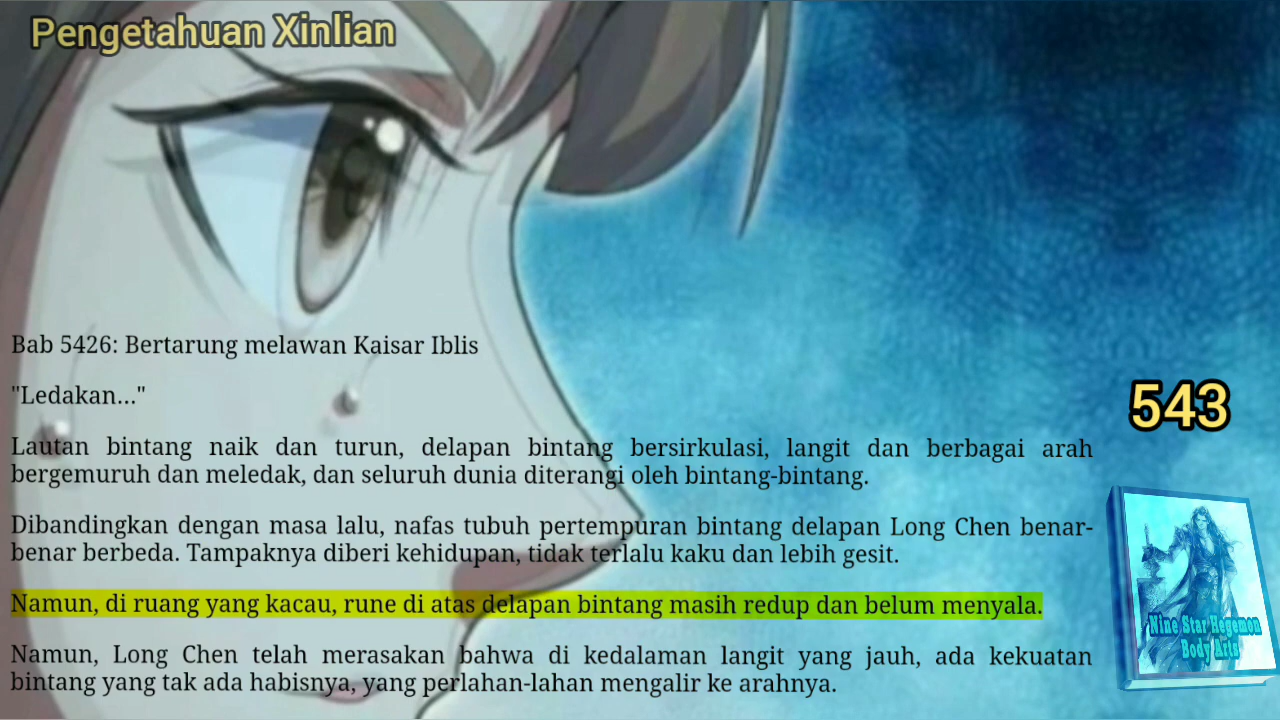 Pengetahuan Xinlian
Bab 5426: Bertarung melawan Kaisar Iblis
"Ledakan..."
Lautan bintang naik dan turun, delapan bintang bersirkulasi, langit dan berbagai arah
bergemuruh dan meledak, dan seluruh dunia diterangi oleh bintang-bintang.
Dibandingkan dengan masa lalu, nafas tubuh pertempuran bintang delapan Long Chen benar-
benar berbeda. Tampaknya diberi kehidupan, tidak terlalu kaku dan lebih gesit.
Namun, di ruang yang kacau, rune di atas delapan bintang masih redup dan belum menyala.
Namun, Long Chen telah merasakan bahwa di kedalaman langit yang jauh, ada kekuatan
bintang yang tak ada habisnya, yang perlahan-lahan mengalir ke arahnya.
543
Nine Star Hegemon
Body Arts